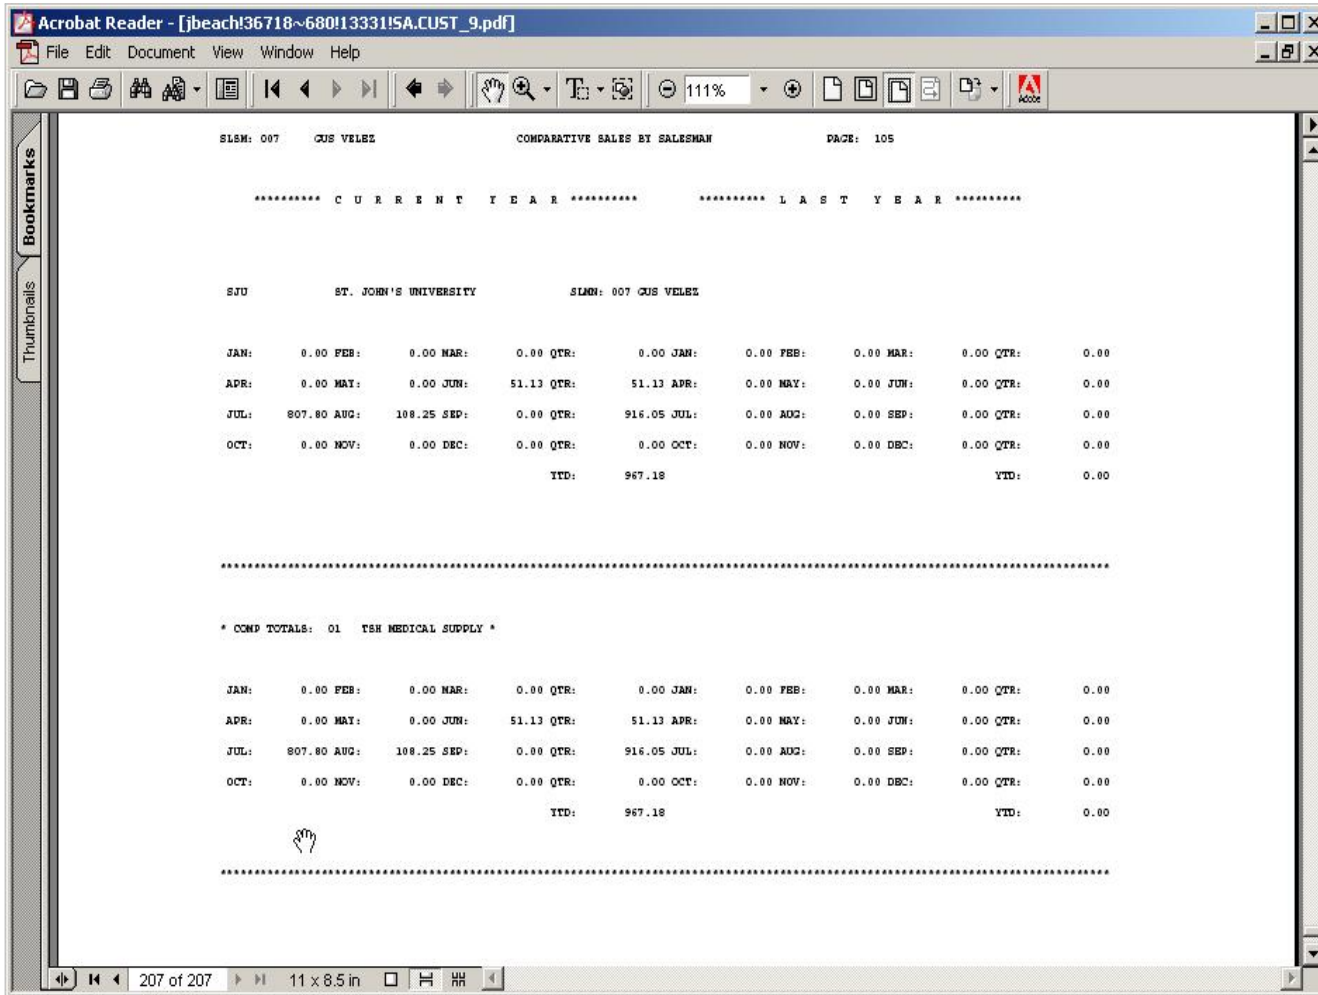 Acrobat Reader - [jbeach!36718~680!13331!SA.CUST_9.pdf]
File Edit Document View Window Help
111%
Adobe
Bookmarks
Thumbnails
SLSM: 007 GUS VELEZ COMPARATIVE SALES BY SALESMAN PAGE: 105
********** C U R R E N T Y E A R ********** ********** L A S T Y E A R **********
SJU ST. JOHN'S UNIVERSITY SLMN: 007 GUS VELEZ
JAN: 0.00 FEB: 0.00 MAR: 0.00 QTR: 0.00 JAN: 0.00 FEB: 0.00 MAR: 0.00 QTR: 0.00
APR: 0.00 MAY: 0.00 JUN: 51.13 QTR: 51.13 APR: 0.00 MAY: 0.00 JUN: 0.00 QTR: 0.00
JUL: 807.80 AUG: 108.25 SEP: 0.00 QTR: 916.05 JUL: 0.00 AUG: 0.00 SEP: 0.00 QTR: 0.00
OCT: 0.00 NOV: 0.00 DEC: 0.00 QTR: 0.00 OCT: 0.00 NOV: 0.00 DEC: 0.00 QTR: 0.00
YTD: 967.18 YTD: 0.00
* COMP TOTALS: 01 TSH MEDICAL SUPPLY *
JAN: 0.00 FEB: 0.00 MAR: 0.00 QTR: 0.00 JAN: 0.00 FEB: 0.00 MAR: 0.00 QTR: 0.00
APR: 0.00 MAY: 0.00 JUN: 51.13 QTR: 51.13 APR: 0.00 MAY: 0.00 JUN: 0.00 QTR: 0.00
JUL: 807.80 AUG: 108.25 SEP: 0.00 QTR: 916.05 JUL: 0.00 AUG: 0.00 SEP: 0.00 QTR: 0.00
OCT: 0.00 NOV: 0.00 DEC: 0.00 QTR: 0.00 OCT: 0.00 NOV: 0.00 DEC: 0.00 QTR: 0.00
YTD: 967.18 YTD: 0.00
207 of 207 11 x 8.5 in